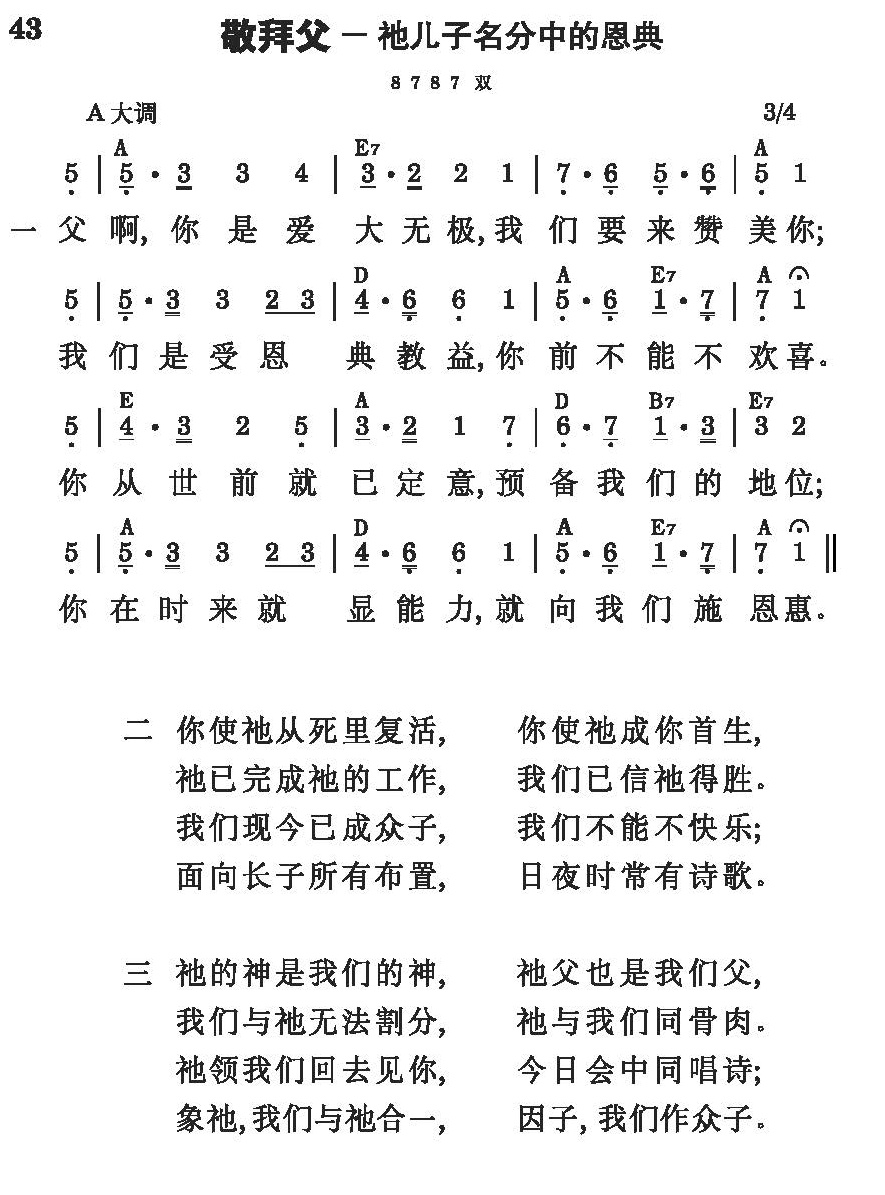 43
敬拜父 — 祂儿子名分中的恩典
8 7 8 7 双
A 大调 3/4
A E7 A
5 | 5 · 3 3 4 | 3 · 2 2 1 | 7 · 6 5 · 6 | 5 1
一 父 啊, 你 是 爱 大 无 极, 我 们 要 来 赞 美 你;
D A E7 A
5 | 5 · 3 3 2 3 | 4 · 6 6 1 | 5 · 6 1 · 7 | 7 1
我 们 是 受 恩 典 教 益, 你 前 不 能 不 欢 喜。
E A D B7 E7
5 | 4 · 3 2 5 | 3 · 2 1 7 | 6 · 7 1 · 3 | 3 2
你 从 世 前 就 已 定 意, 预 备 我 们 的 地 位;
A D A E7 A
5 | 5 · 3 3 2 3 | 4 · 6 6 1 | 5 · 6 1 · 7 | 7 1 ‖
你 在 时 来 就 显 能 力, 就 向 我 们 施 恩 惠。
二 你使祂从死里复活, 你使祂成你首生,
祂已完成祂的工作, 我们已信祂得胜。
我们现今已成众子, 我们不能不快乐;
面向长子所有布置, 日夜时常有诗歌。
三 祂的神是我们的神, 祂父也是我们父,
我们与祂无法割分, 祂与我们同骨肉。
祂领我们回去见你, 今日会中同唱诗;
象祂, 我们与祂合一, 因子, 我们作众子。